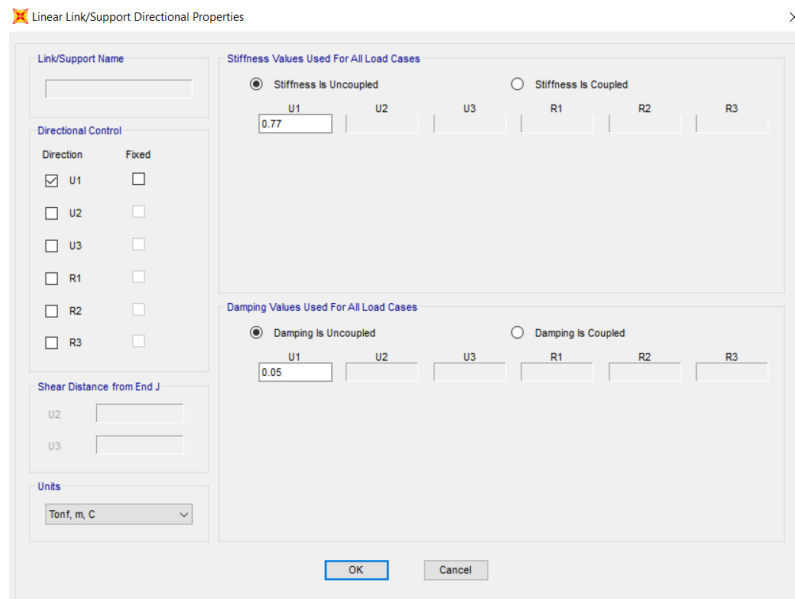 Linear Link/Support Directional Properties
Link/Support Name
Directional Control
Direction Fixed
U1
U2
U3
R1
R2
R3
Shear Distance from End J
U2
U3
Units
Tonf, m, C
Stiffness Values Used For All Load Cases
Stiffness Is Uncoupled Stiffness Is Coupled
U1 U2 U3 R1 R2 R3
0.77
Damping Values Used For All Load Cases
Damping Is Uncoupled Damping Is Coupled
U1 U2 U3 R1 R2 R3
0.05
OK Cancel